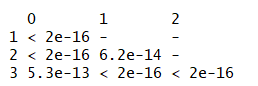 0 1 2
1 < 2e-16 - -
2 < 2e-16 6.2e-14 -
3 5.3e-13 < 2e-16 < 2e-16